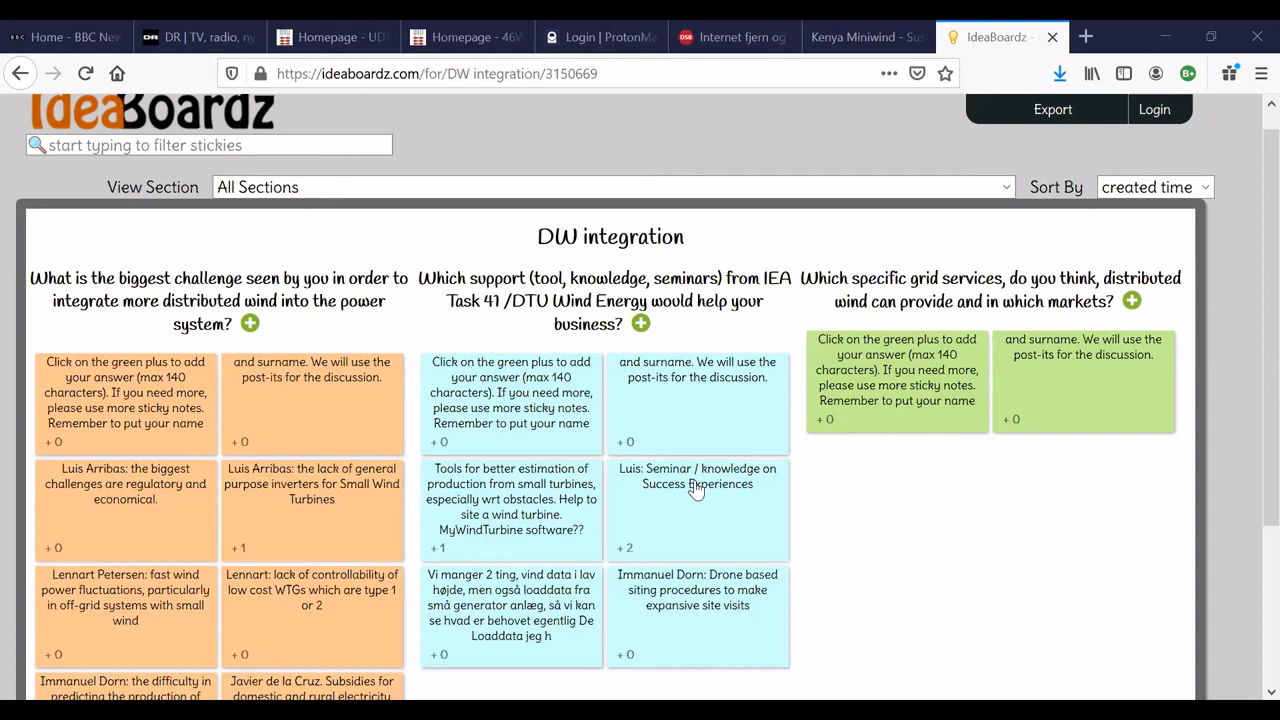 Home - BBC New
DR | TV, radio, ny
Homepage - UD
Homepage - 46W
Login | ProtonMa
Internet fjern og
Kenya Miniwind - Sus
IdeaBoardz -
https://ideaboardz.com/for/DW integration/3150669
IdeaBoardz
Export
Login
start typing to filter stickies
View Section
All Sections
Sort By
created time
DW integration
What is the biggest challenge seen by you in order to
integrate more distributed wind into the power
system?
Click on the green plus to add
your answer (max 140
characters). If you need more,
please use more sticky notes.
Remember to put your name
+ 0
and surname. We will use the
post-its for the discussion.
+ 0
Luis Arribas: the biggest
challenges are regulatory and
economical.
+ 0
Luis Arribas: the lack of general
purpose inverters for Small Wind
Turbines
+ 1
Lennart Petersen: fast wind
power fluctuations, particularly
in off-grid systems with small
wind
+ 0
Lennart: lack of controllability of
low cost WTGs which are type 1
or 2
+ 0
Immanuel Dorn: the difficulty in
predicting the production of
Javier de la Cruz. Subsidies for
domestic and rural electricity
Which support (tool, knowledge, seminars) from IEA
Task 41 /DTU Wind Energy would help your
business?
Click on the green plus to add
your answer (max 140
characters). If you need more,
please use more sticky notes.
Remember to put your name
+ 0
and surname. We will use the
post-its for the discussion.
+ 0
Tools for better estimation of
production from small turbines,
especially wrt obstacles. Help to
site a wind turbine.
MyWindTurbine software??
+ 1
Luis: Seminar / knowledge on
Success Experiences
+ 2
Vi manger 2 ting, vind data i lav
højde, men også loaddata fra
små generator anlæg, så vi kan
se hvad er behovet egentlig De
Loaddata jeg h
+ 0
Immanuel Dorn: Drone based
siting procedures to make
expansive site visits
+ 0
Which specific grid services, do you think, distributed
wind can provide and in which markets?
Click on the green plus to add
your answer (max 140
characters). If you need more,
please use more sticky notes.
Remember to put your name
+ 0
and surname. We will use the
post-its for the discussion.
+ 0